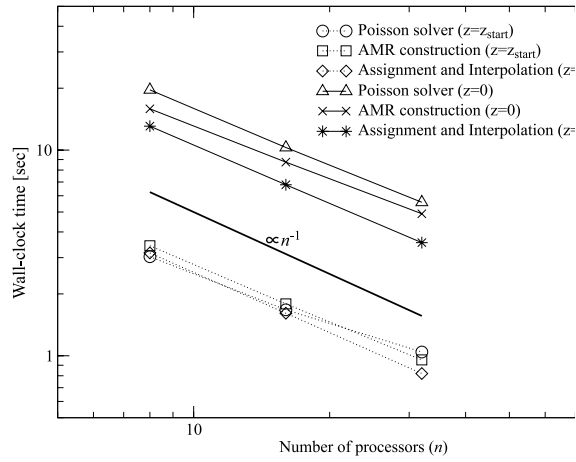 Poisson solver (z=z_start)
AMR construction (z=z_start)
Assignment and Interpolation (z=
Poisson solver (z=0)
AMR construction (z=0)
Assignment and Interpolation (z=
10
Wall-clock time [sec]
∝n⁻¹
1
10
Number of processors (n)